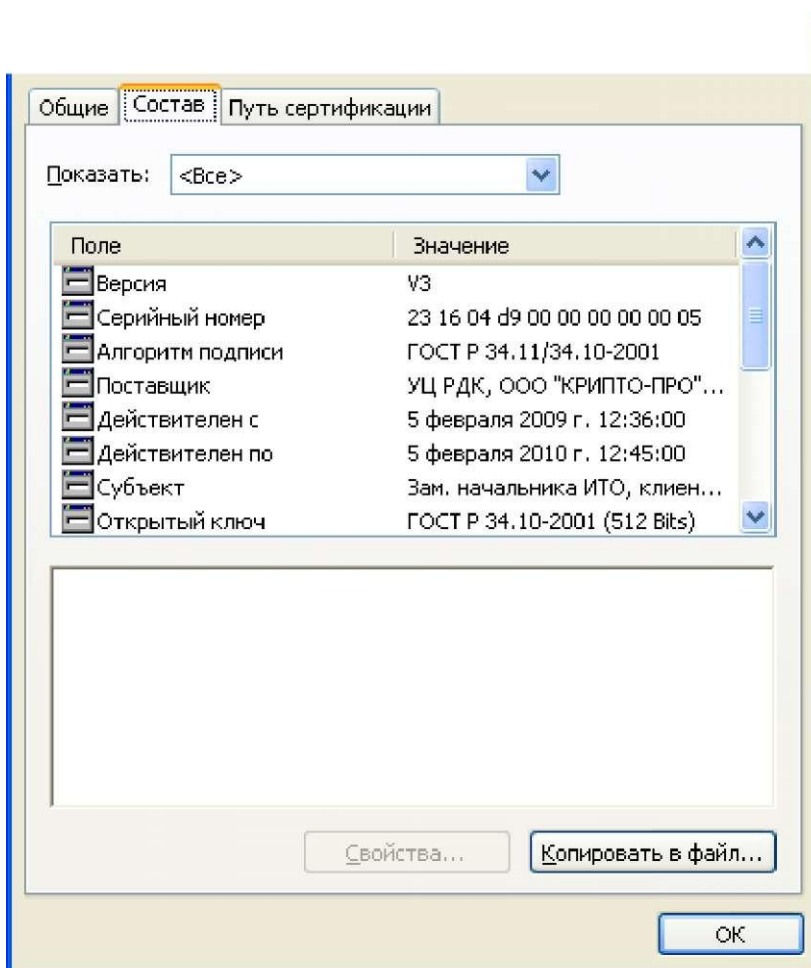 Общие Состав Путь сертификации
Показать: <Все>
Поле Значение
Версия V3
Серийный номер 23 16 04 d9 00 00 00 00 00 05
Алгоритм подписи ГОСТ Р 34.11/34.10-2001
Поставщик УЦ РДК, ООО "КРИПТО-ПРО"...
Действителен с 5 февраля 2009 г. 12:36:00
Действителен по 5 февраля 2010 г. 12:45:00
Субъект Зам. начальника ИТО, клиен...
Открытый ключ ГОСТ Р 34.10-2001 (512 Bits)
Свойства... Копировать в файл...
ОК